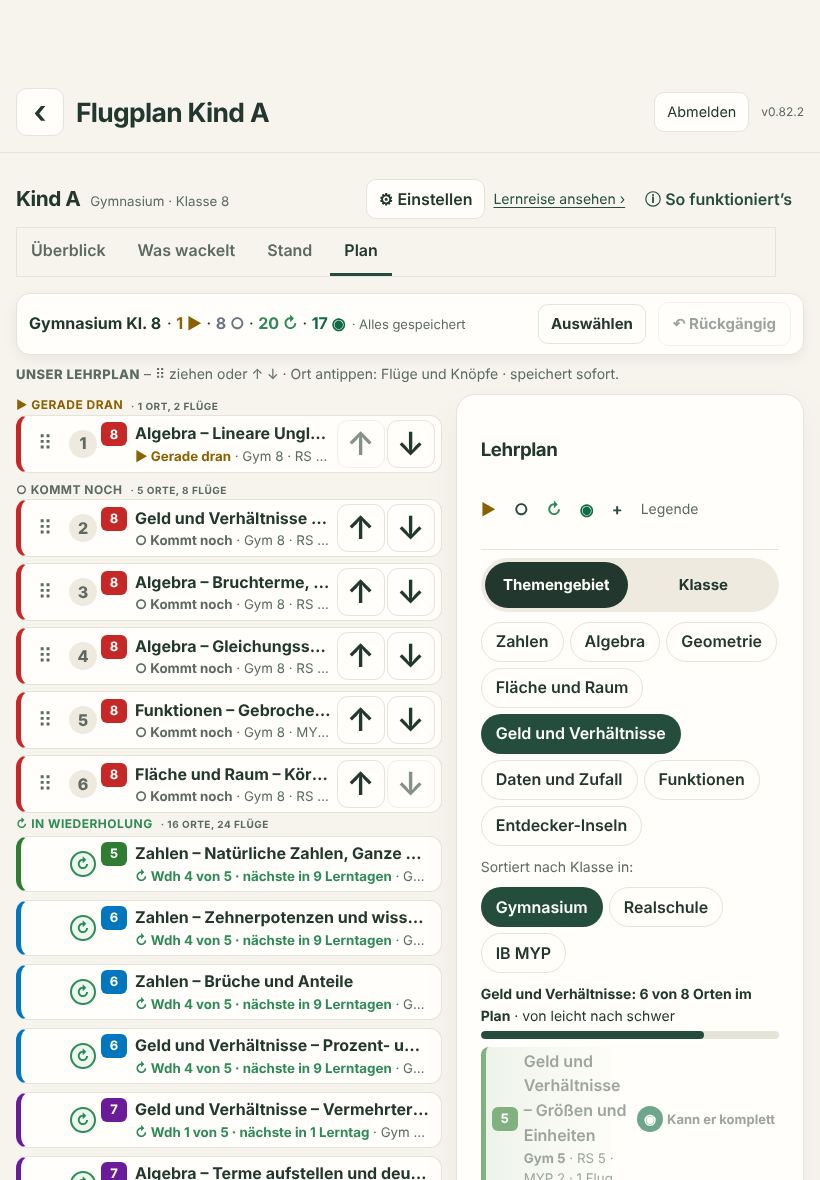 ‹ Flugplan Kind A
Abmelden v0.82.2
Kind A Gymnasium · Klasse 8
⚙ Einstellen Lernreise ansehen › ⓘ So funktioniert’s
Überblick Was wackelt Stand Plan
Gymnasium Kl. 8 · 1 ▶ · 8 ○ · 20 ↻ · 17 ◉ · Alles gespeichert
Auswählen ↶ Rückgängig
UNSER LEHRPLAN – ⠿ ziehen oder ↑ ↓ · Ort antippen: Flüge und Knöpfe · speichert sofort.
▶ GERADE DRAN · 1 ORT, 2 FLÜGE
⠿ 1 8 Algebra – Lineare Ungl… ↑ ↓
▶ Gerade dran · Gym 8 · RS …
○ KOMMT NOCH · 5 ORTE, 8 FLÜGE
⠿ 2 8 Geld und Verhältnisse … ↑ ↓
○ Kommt noch · Gym 8 · RS …
⠿ 3 8 Algebra – Bruchterme, … ↑ ↓
○ Kommt noch · Gym 8 · RS …
⠿ 4 8 Algebra – Gleichungss… ↑ ↓
○ Kommt noch · Gym 8 · RS …
⠿ 5 8 Funktionen – Gebroche… ↑ ↓
○ Kommt noch · Gym 8 · MY…
⠿ 6 8 Fläche und Raum – Kör… ↑ ↓
○ Kommt noch · Gym 8 · RS …
↻ IN WIEDERHOLUNG · 16 ORTE, 24 FLÜGE
↻ 5 Zahlen – Natürliche Zahlen, Ganze …
↻ Wdh 4 von 5 · nächste in 9 Lerntagen · G…
↻ 6 Zahlen – Zehnerpotenzen und wiss…
↻ Wdh 4 von 5 · nächste in 9 Lerntagen · G…
↻ 6 Zahlen – Brüche und Anteile
↻ Wdh 4 von 5 · nächste in 9 Lerntagen · G…
↻ 6 Geld und Verhältnisse – Prozent- u…
↻ Wdh 4 von 5 · nächste in 9 Lerntagen · G…
↻ 7 Geld und Verhältnisse – Vermehrter…
↻ Wdh 1 von 5 · nächste in 1 Lerntag · Gym …
7 Algebra – Terme aufstellen und deu…
Lehrplan
▶ ○ ↻ ◉ + Legende
Themengebiet Klasse
Zahlen Algebra Geometrie
Fläche und Raum
Geld und Verhältnisse
Daten und Zufall Funktionen
Entdecker-Inseln
Sortiert nach Klasse in:
Gymnasium Realschule
IB MYP
Geld und Verhältnisse: 6 von 8 Orten im
Plan · von leicht nach schwer
Geld und
Verhältnisse
5 – Größen und ◉ Kann er komplett
Einheiten
Gym 5 · RS 5 ·
MYP 2 · 1 Flug